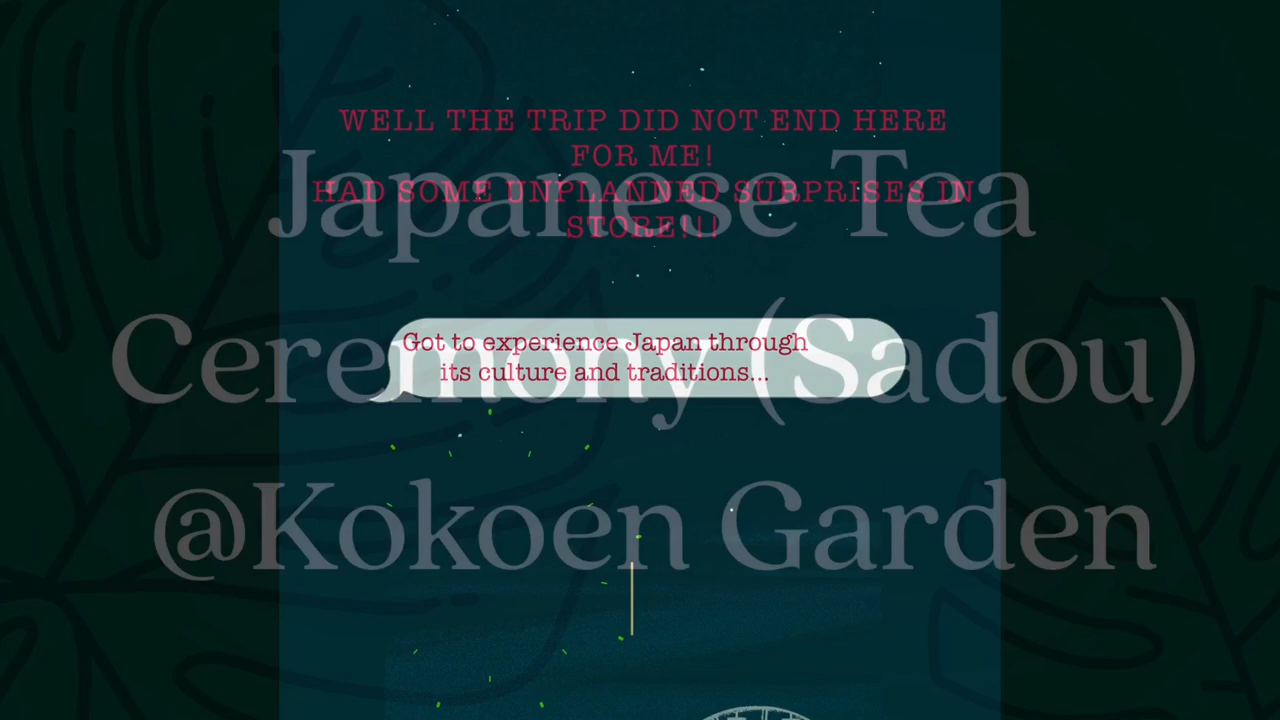 WELL THE TRIP DID NOT END HERE
FOR ME!
HAD SOME UNPLANNED SURPRISES IN
STORE!!!
Got to experience Japan through
its culture and traditions...
Japanese Tea
Ceremony (Sadou)
@Kokoen Garden